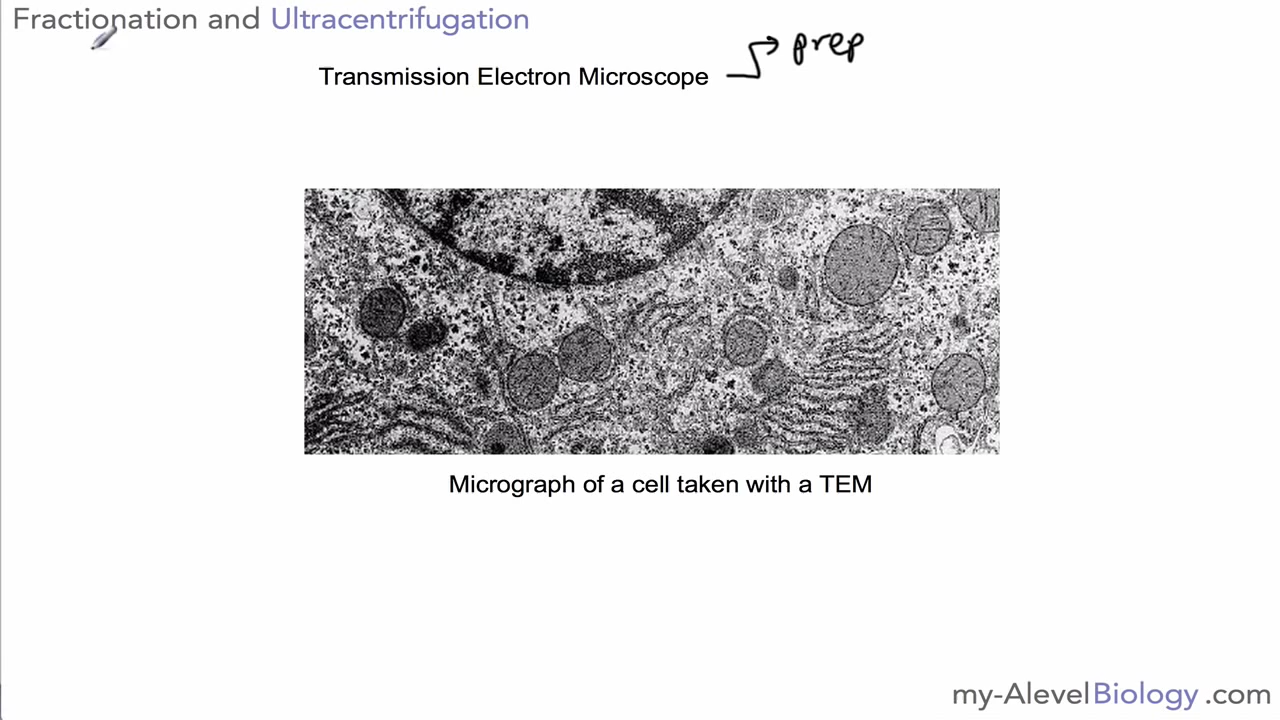 Fractionation and Ultracentrifugation
prep
Transmission Electron Microscope
Micrograph of a cell taken with a TEM
my-AlevelBiology.com